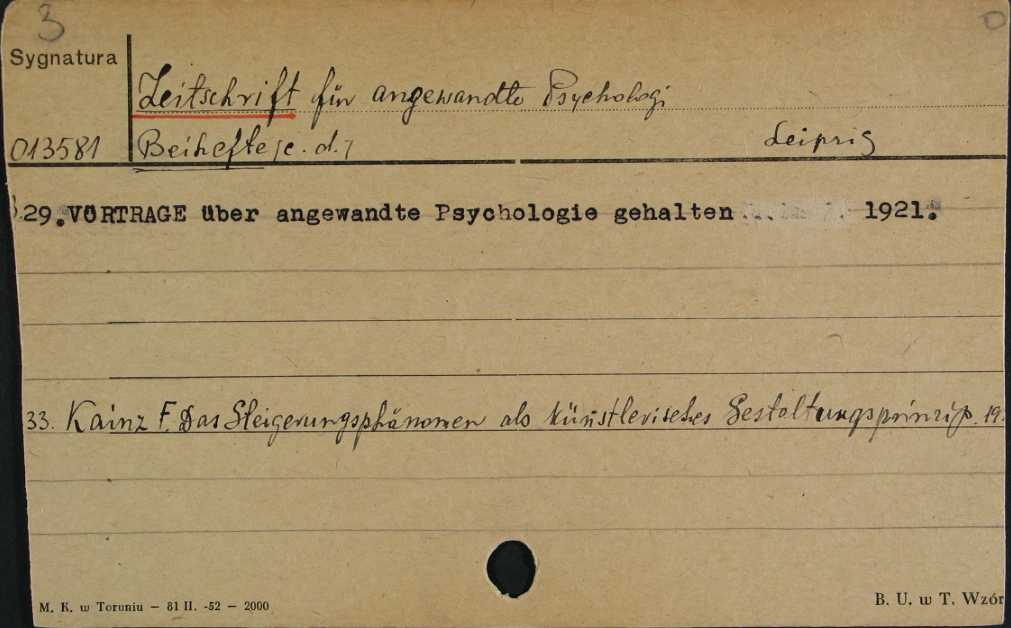 3
Sygnatura
Zeitschrift für angewandte Psychologi
013581 Beihefte c. d. Leipzig
29. VORTRAGE über angewandte Psychologie gehalten 1921.
33. Kainz F. Das Steigerungsphänomen als künstlerisches Gestaltungsprinzip. 19
M. K. w Toruniu — 81 II. -52 — 2000
B. U. w T. Wzór